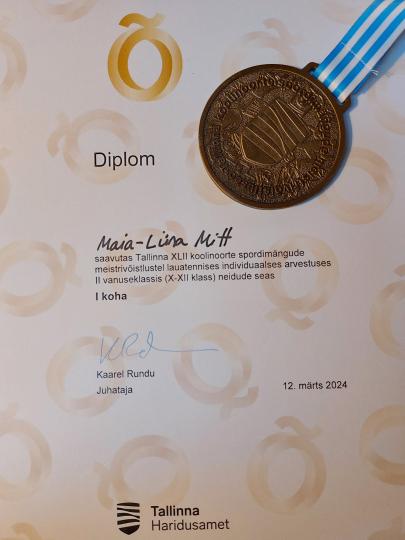 Õ
Diplom
Maia-Liisa Mitt
saavutas Tallinna XLII koolinoorte spordimängude
meistrivõistlustel lauatennises individuaalses arvestuses
II vanuseklassis (X-XII klass) neidude seas
I koha
Kaarel Rundu
Juhataja
12. märts 2024
Tallinna
Haridusamet